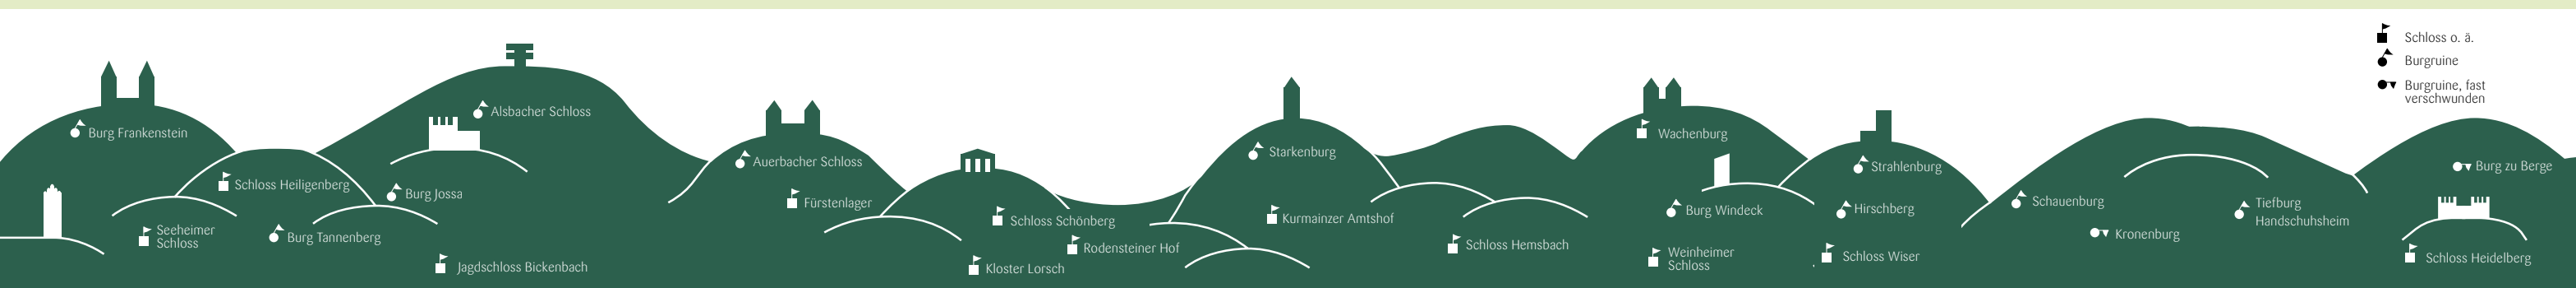 Burg Frankenstein
Schloss Heiligenberg
Seeheimer
Schloss
Burg Tannenberg
Burg Jossa
Alsbacher Schloss
Jagdschloss Bickenbach
Auerbacher Schloss
Fürstenlager
Schloss Schönberg
Rodensteiner Hof
Kloster Lorsch
Starkenburg
Kurmainzer Amtshof
Schloss Hemsbach
Wachenburg
Burg Windeck
Weinheimer
Schloss
Strahlenburg
Hirschberg
Schloss Wiser
Schauenburg
Kronenburg
Tiefburg
Handschuhsheim
Burg zu Berge
Schloss Heidelberg
Schloss o. ä.
Burgruine
Burgruine, fast
verschwunden